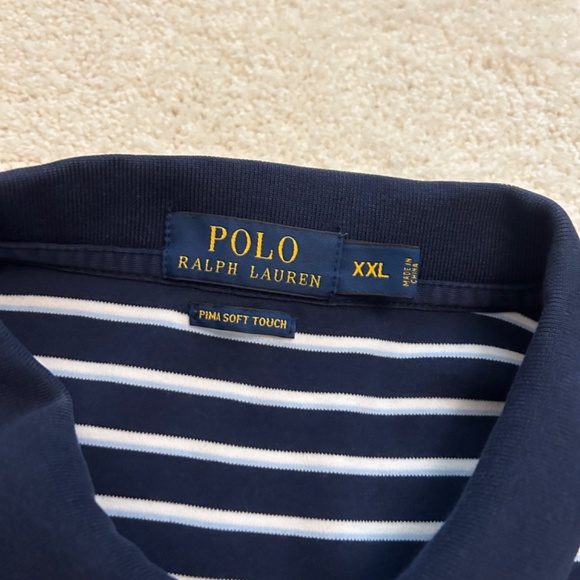 POLO
RALPH LAUREN
XXL
MADE IN
CHINA
PIMA SOFT TOUCH